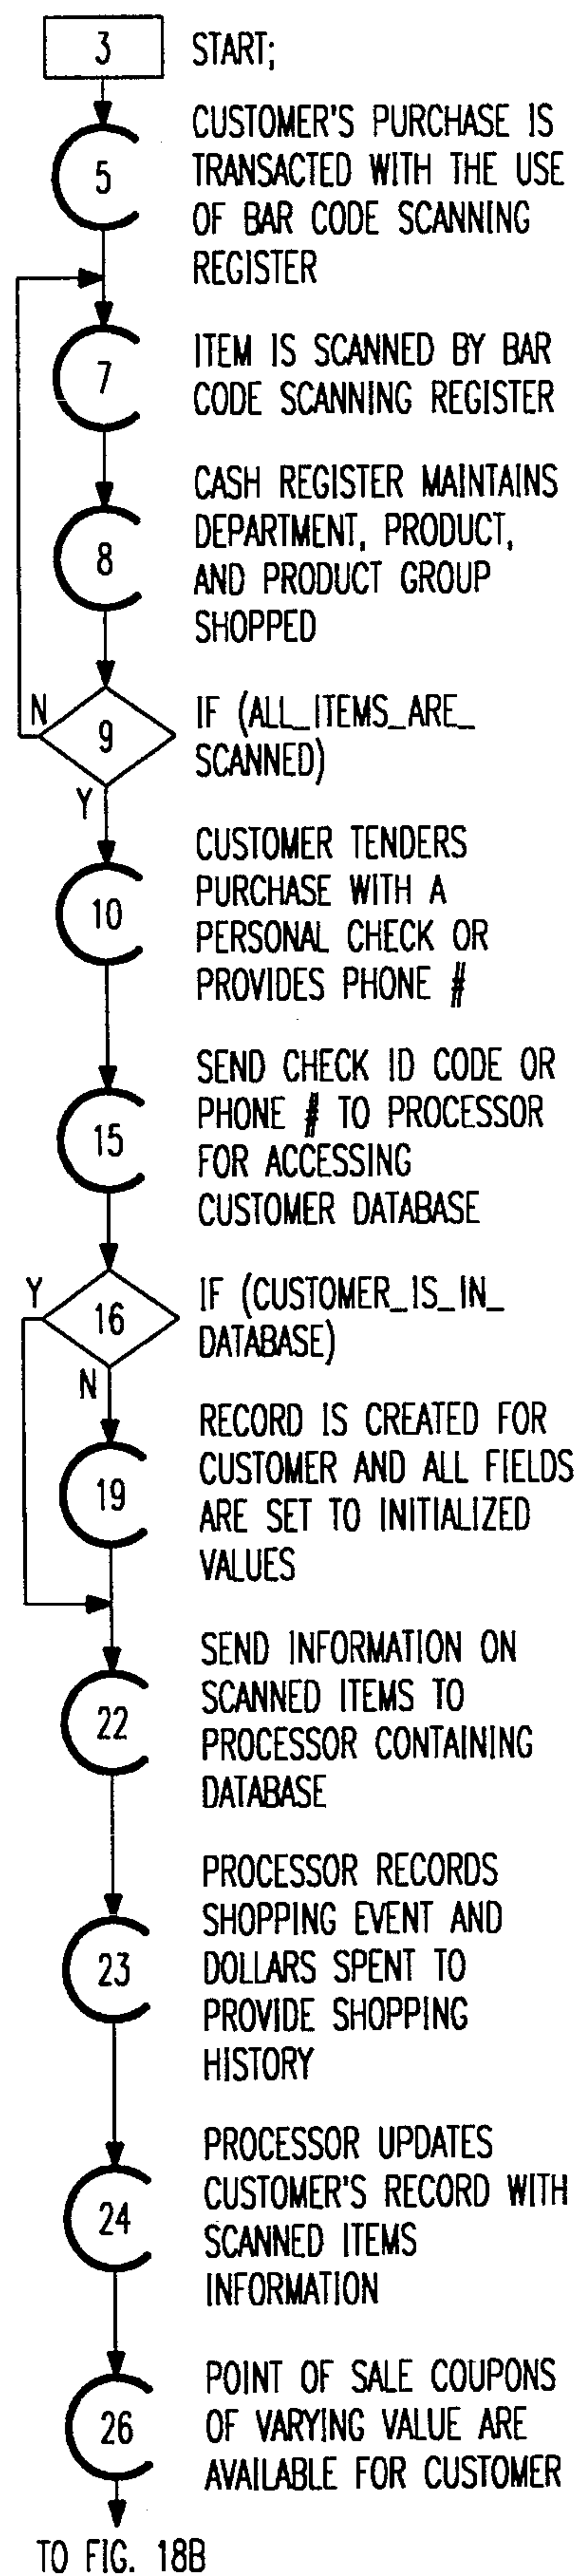 3 START;
5 CUSTOMER'S PURCHASE IS
TRANSACTED WITH THE USE
OF BAR CODE SCANNING
REGISTER
7 ITEM IS SCANNED BY BAR
CODE SCANNING REGISTER
8 CASH REGISTER MAINTAINS
DEPARTMENT, PRODUCT,
AND PRODUCT GROUP
SHOPPED
N 9 IF (ALL_ITEMS_ARE_
SCANNED)
Y
10 CUSTOMER TENDERS
PURCHASE WITH A
PERSONAL CHECK OR
PROVIDES PHONE #
15 SEND CHECK ID CODE OR
PHONE # TO PROCESSOR
FOR ACCESSING
CUSTOMER DATABASE
Y 16 IF (CUSTOMER_IS_IN_
DATABASE)
N
19 RECORD IS CREATED FOR
CUSTOMER AND ALL FIELDS
ARE SET TO INITIALIZED
VALUES
22 SEND INFORMATION ON
SCANNED ITEMS TO
PROCESSOR CONTAINING
DATABASE
23 PROCESSOR RECORDS
SHOPPING EVENT AND
DOLLARS SPENT TO
PROVIDE SHOPPING
HISTORY
24 PROCESSOR UPDATES
CUSTOMER'S RECORD WITH
SCANNED ITEMS
INFORMATION
26 POINT OF SALE COUPONS
OF VARYING VALUE ARE
AVAILABLE FOR CUSTOMER
TO FIG. 18B